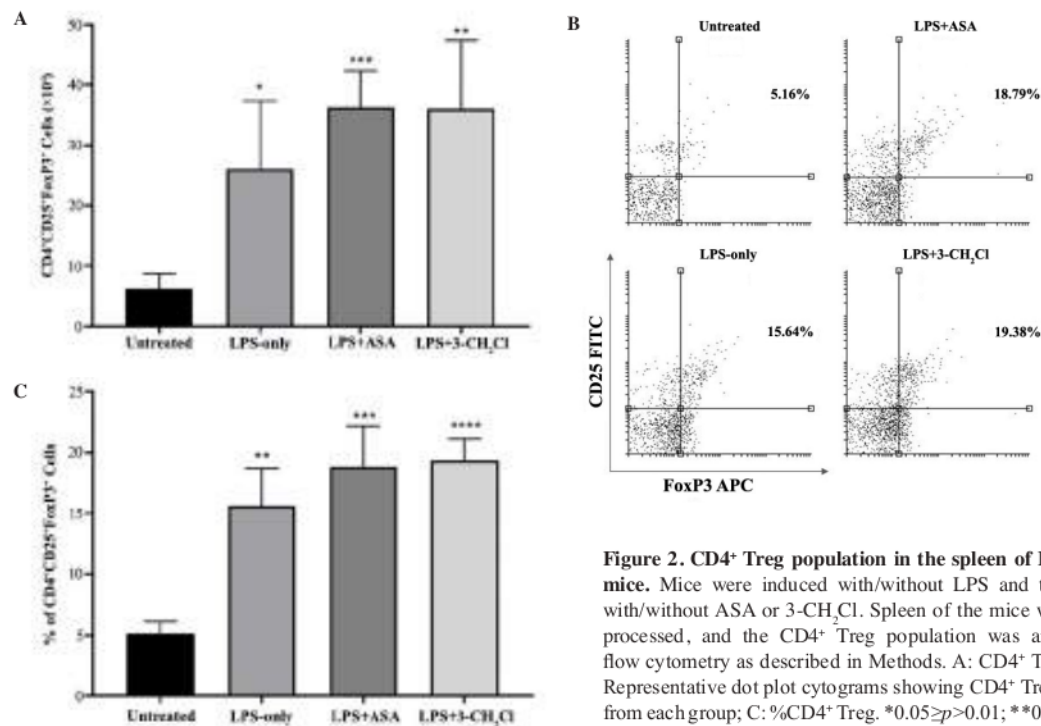 A
CD4⁺CD25⁺FoxP3⁺ Cells
50
40
30
20
10
0
*
***
**
Untreated
LPS-only
LPS+ASA
LPS+3-CH₂Cl
B
Untreated
5.16%
LPS+ASA
18.79%
LPS-only
15.64%
LPS+3-CH₂Cl
19.38%
CD25 FITC
FoxP3 APC
C
% of CD4⁺CD25⁺FoxP3⁺ Cells
25
20
15
10
5
0
**
***
****
Untreated
LPS-only
LPS+ASA
LPS+3-CH₂Cl
Figure 2. CD4⁺ Treg population in the spleen of
mice. Mice were induced with/without LPS and
with/without ASA or 3-CH₂Cl. Spleen of the mice
processed, and the CD4⁺ Treg population was
flow cytometry as described in Methods. A: CD4⁺
Representative dot plot cytograms showing CD4⁺
from each group; C: %CD4⁺ Treg. *0.05≥p>0.01;